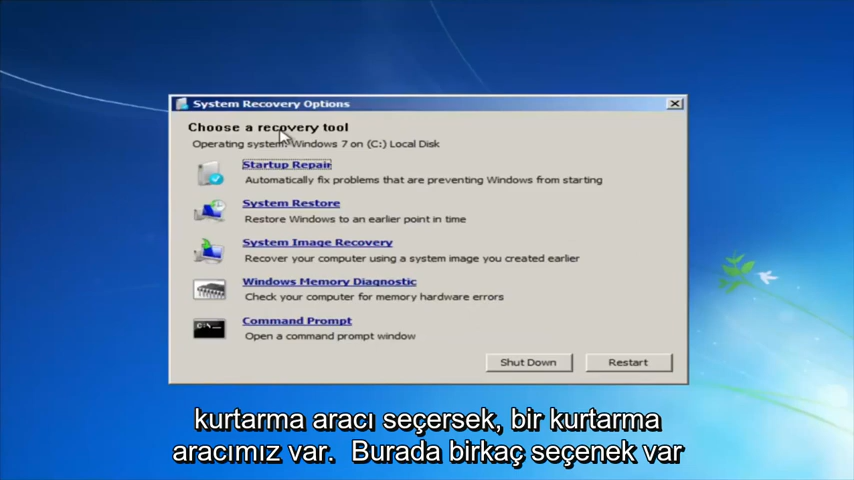 System Recovery Options
Choose a recovery tool
Operating system: Windows 7 on (C:) Local Disk
Startup Repair
Automatically fix problems that are preventing Windows from starting
System Restore
Restore Windows to an earlier point in time
System Image Recovery
Recover your computer using a system image you created earlier
Windows Memory Diagnostic
Check your computer for memory hardware errors
C:\_
Command Prompt
Open a command prompt window
Shut Down
Restart
kurtarma aracı seçersek, bir kurtarma
aracımız var. Burada birkaç seçenek var